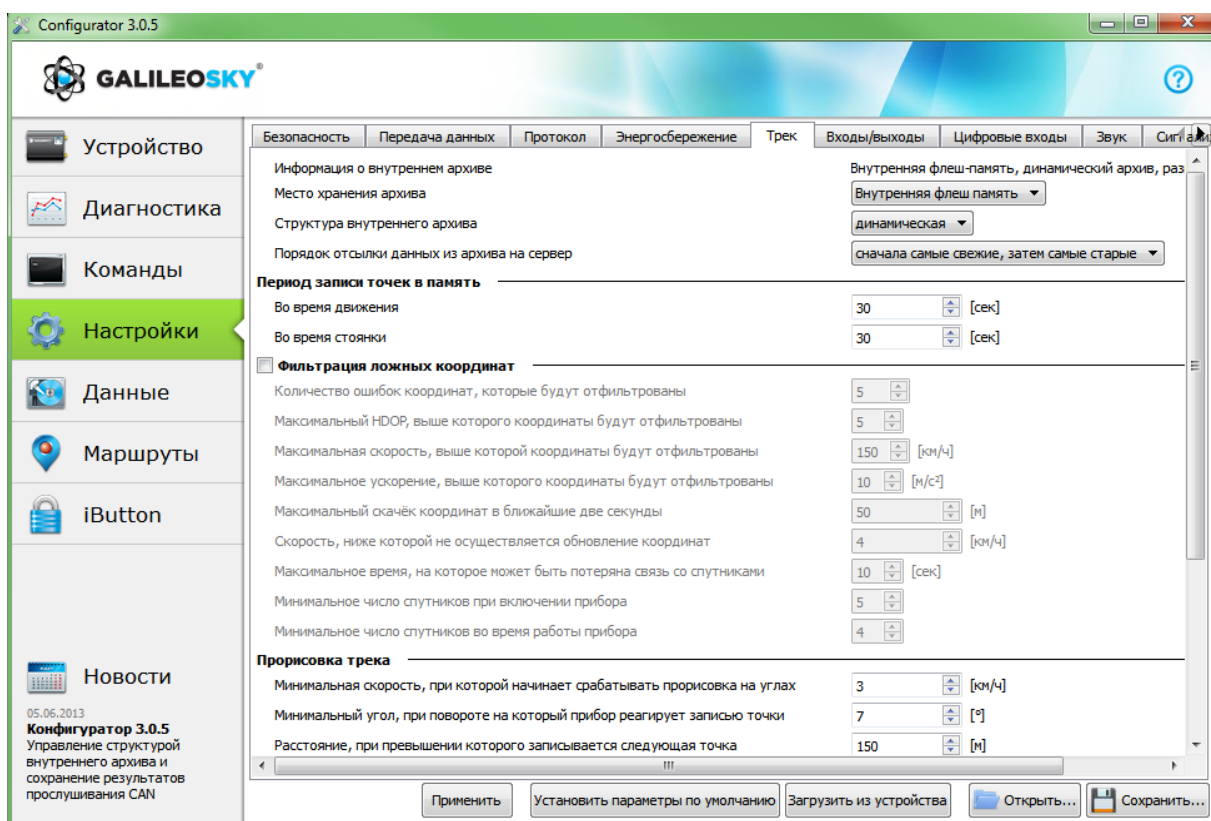 Configurator 3.0.5
GALILEOSKY®
?
Устройство
Диагностика
Команды
Настройки
Данные
Маршруты
iButton
Новости
05.06.2013
Конфигуратор 3.0.5
Управление структурой
внутреннего архива и
сохранение результатов
прослушивания CAN
Безопасность Передача данных Протокол Энергосбережение Трек Входы/выходы Цифровые входы Звук
Информация о внутреннем архиве Внутренняя флеш-память, динамический архив, раз
Место хранения архива Внутренняя флеш память
Структура внутреннего архива динамическая
Порядок отсылки данных из архива на сервер сначала самые свежие, затем самые старые
Период записи точек в память
Во время движения 30 [сек]
Во время стоянки 30 [сек]
Фильтрация ложных координат
Количество ошибок координат, которые будут отфильтрованы 5
Максимальный HDOP, выше которого координаты будут отфильтрованы 5
Максимальная скорость, выше которой координаты будут отфильтрованы 150 [км/ч]
Максимальное ускорение, выше которого координаты будут отфильтрованы 10 [м/с²]
Максимальный скачёк координат в ближайшие две секунды 50 [м]
Скорость, ниже которой не осуществляется обновление координат 4 [км/ч]
Максимальное время, на которое может быть потеряна связь со спутниками 10 [сек]
Минимальное число спутников при включении прибора 5
Минимальное число спутников во время работы прибора 4
Прорисовка трека
Минимальная скорость, при которой начинает срабатывать прорисовка на углах 3 [км/ч]
Минимальный угол, при повороте на который прибор реагирует записью точки 7 [°]
Расстояние, при превышении которого записывается следующая точка 150 [м]
Применить Установить параметры по умолчанию Загрузить из устройства Открыть... Сохранить...